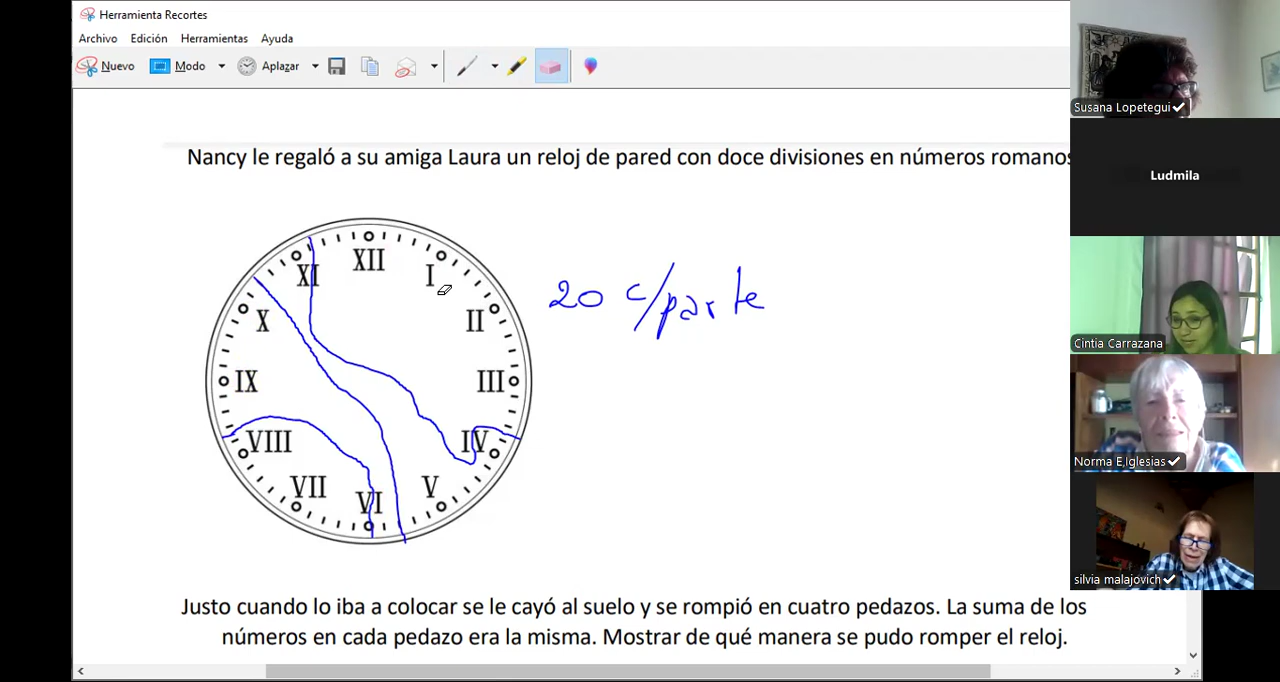 Herramienta Recortes
Archivo Edición Herramientas Ayuda
Nuevo Modo Aplazar
Nancy le regaló a su amiga Laura un reloj de pared con doce divisiones en números romanos
XII
XI I
X II
IX III
VIII IV
VII V
VI
20 c/parte
Justo cuando lo iba a colocar se le cayó al suelo y se rompió en cuatro pedazos. La suma de los
números en cada pedazo era la misma. Mostrar de qué manera se pudo romper el reloj.
Susana Lopetegui
Ludmila
Cintia Carrazana
Norma E,Iglesias
silvia malajovich